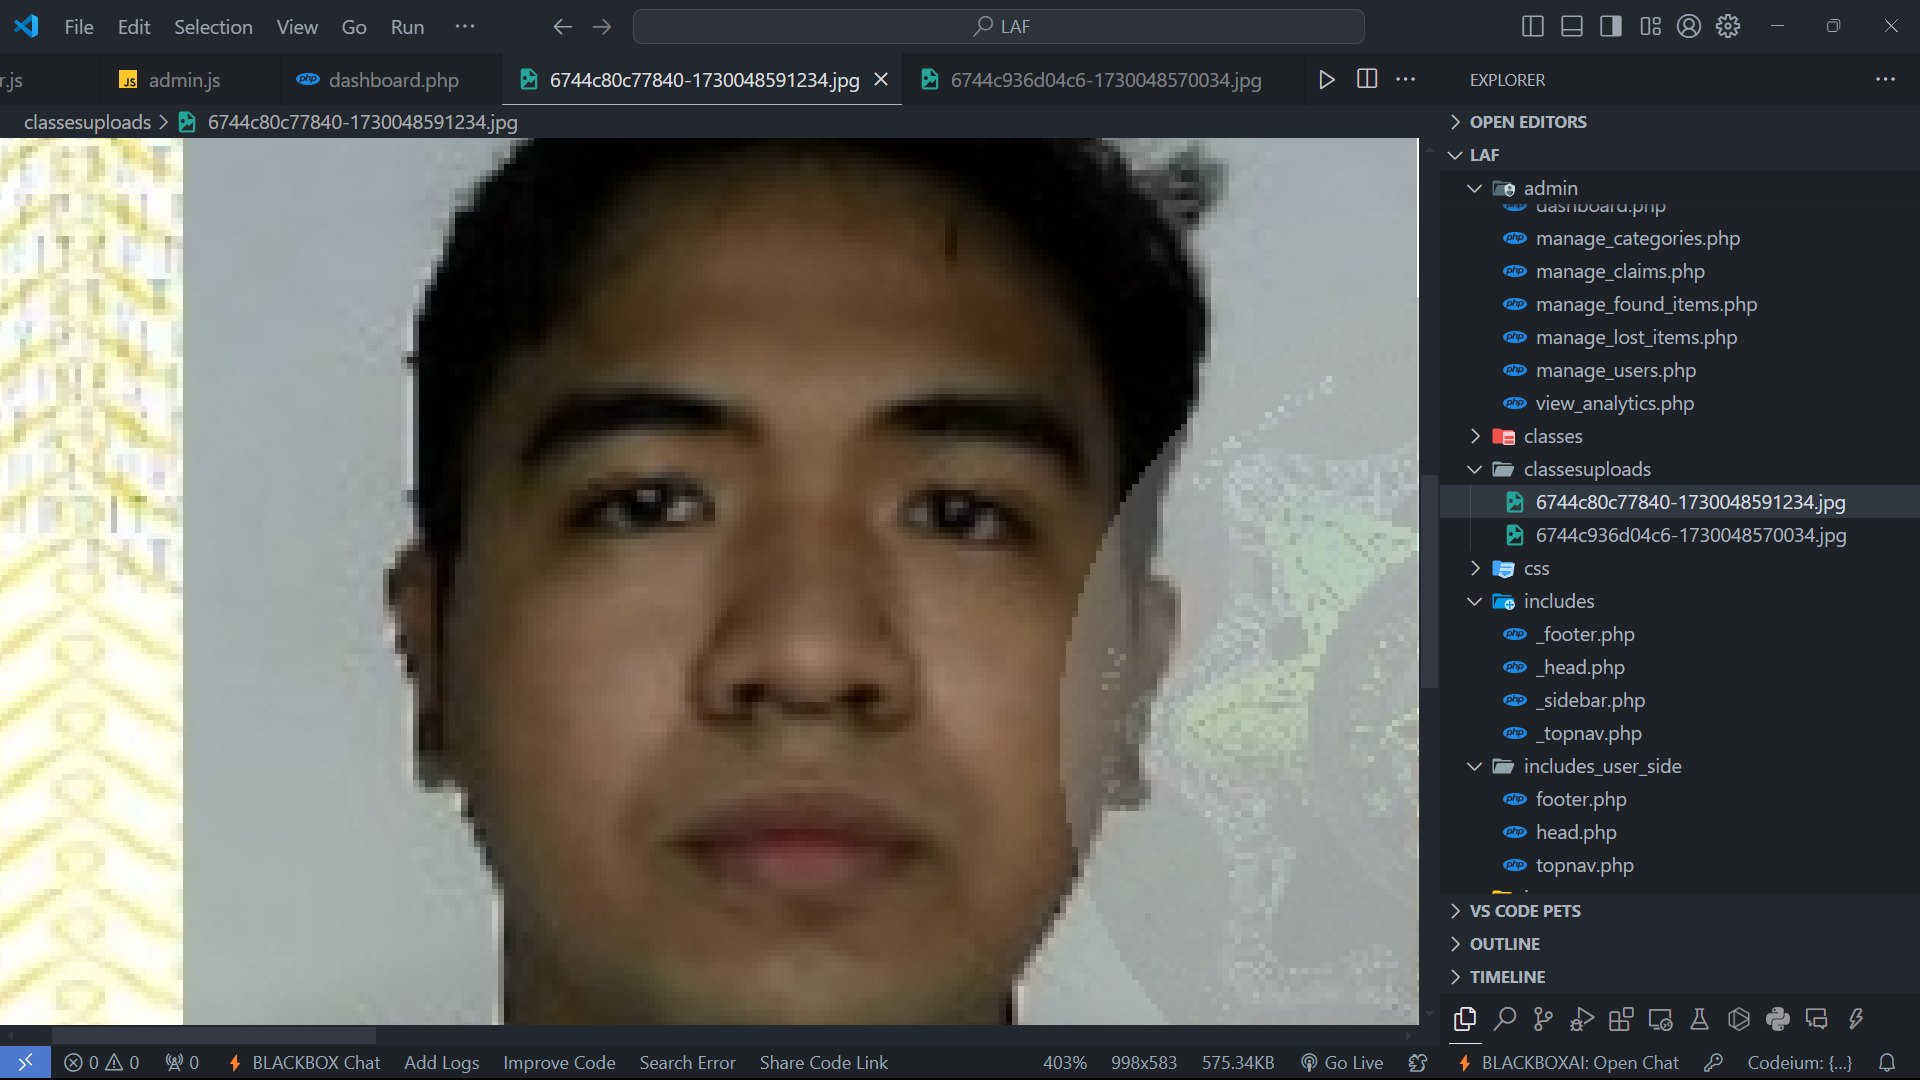 File Edit Selection View Go Run ···
LAF
r.js admin.js dashboard.php 6744c80c77840-1730048591234.jpg 6744c936d04c6-1730048570034.jpg
classesuploads > 6744c80c77840-1730048591234.jpg
EXPLORER
OPEN EDITORS
LAF
admin
dashboard.php
manage_categories.php
manage_claims.php
manage_found_items.php
manage_lost_items.php
manage_users.php
view_analytics.php
classes
classesuploads
6744c80c77840-1730048591234.jpg
6744c936d04c6-1730048570034.jpg
css
includes
_footer.php
_head.php
_sidebar.php
_topnav.php
includes_user_side
footer.php
head.php
topnav.php
VS CODE PETS
OUTLINE
TIMELINE
0 0 0 BLACKBOX Chat Add Logs Improve Code Search Error Share Code Link 403% 998x583 575.34KB Go Live BLACKBOXAI: Open Chat Codeium: {...}